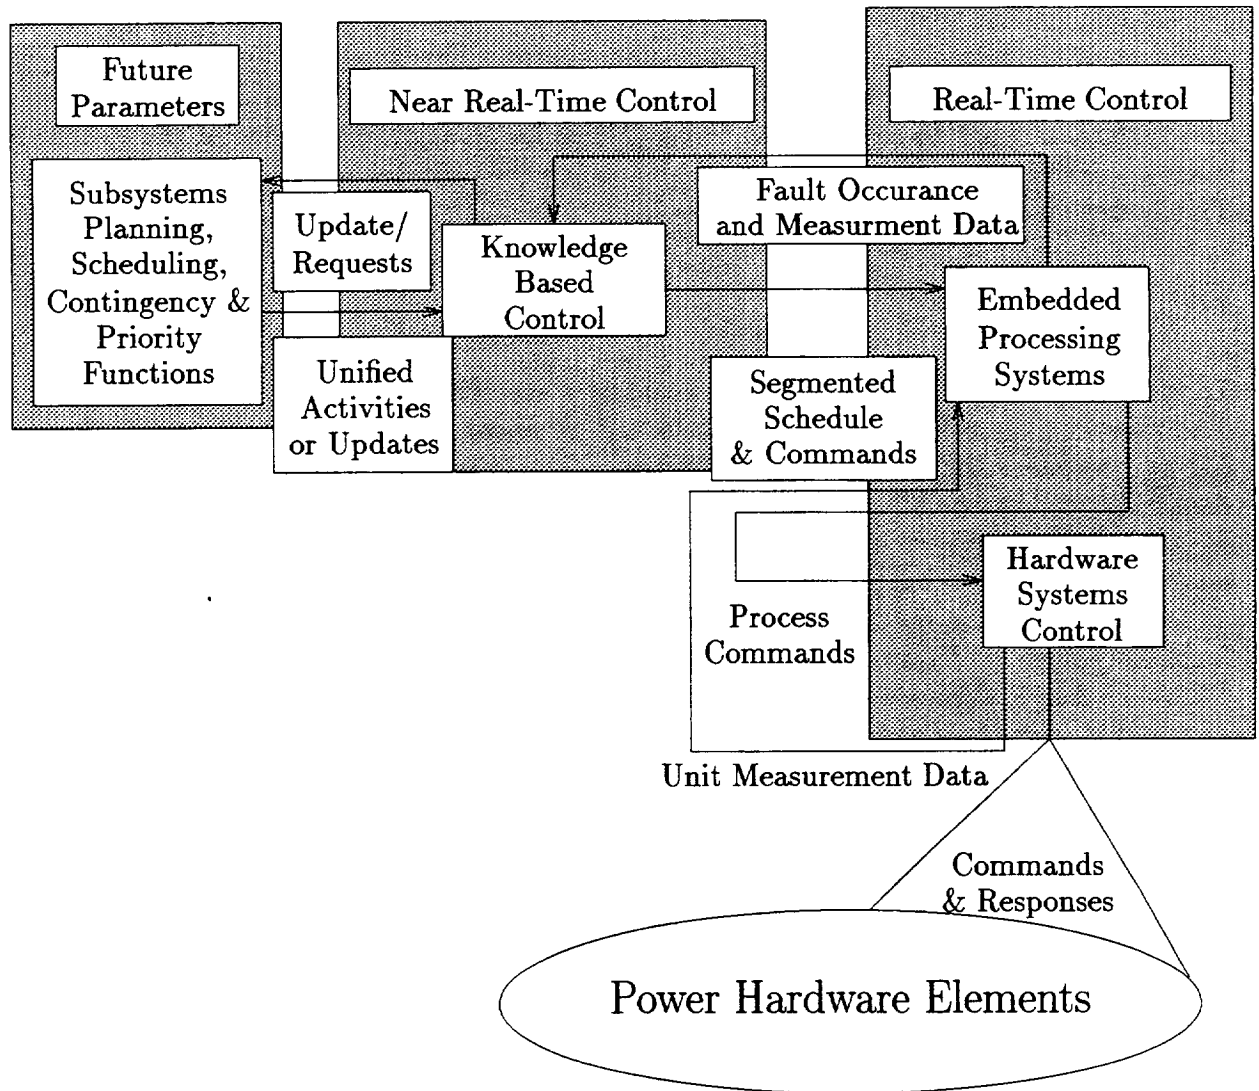 Future
Parameters
Near Real-Time Control
Real-Time Control
Subsystems
Planning,
Scheduling,
Contingency &
Priority
Functions
Update/
Requests
Knowledge
Based
Control
Fault Occurance
and Measurment Data
Embedded
Processing
Systems
Unified
Activities
or Updates
Segmented
Schedule
& Commands
Hardware
Systems
Control
Process
Commands
Unit Measurement Data
Commands
& Responses
Power Hardware Elements